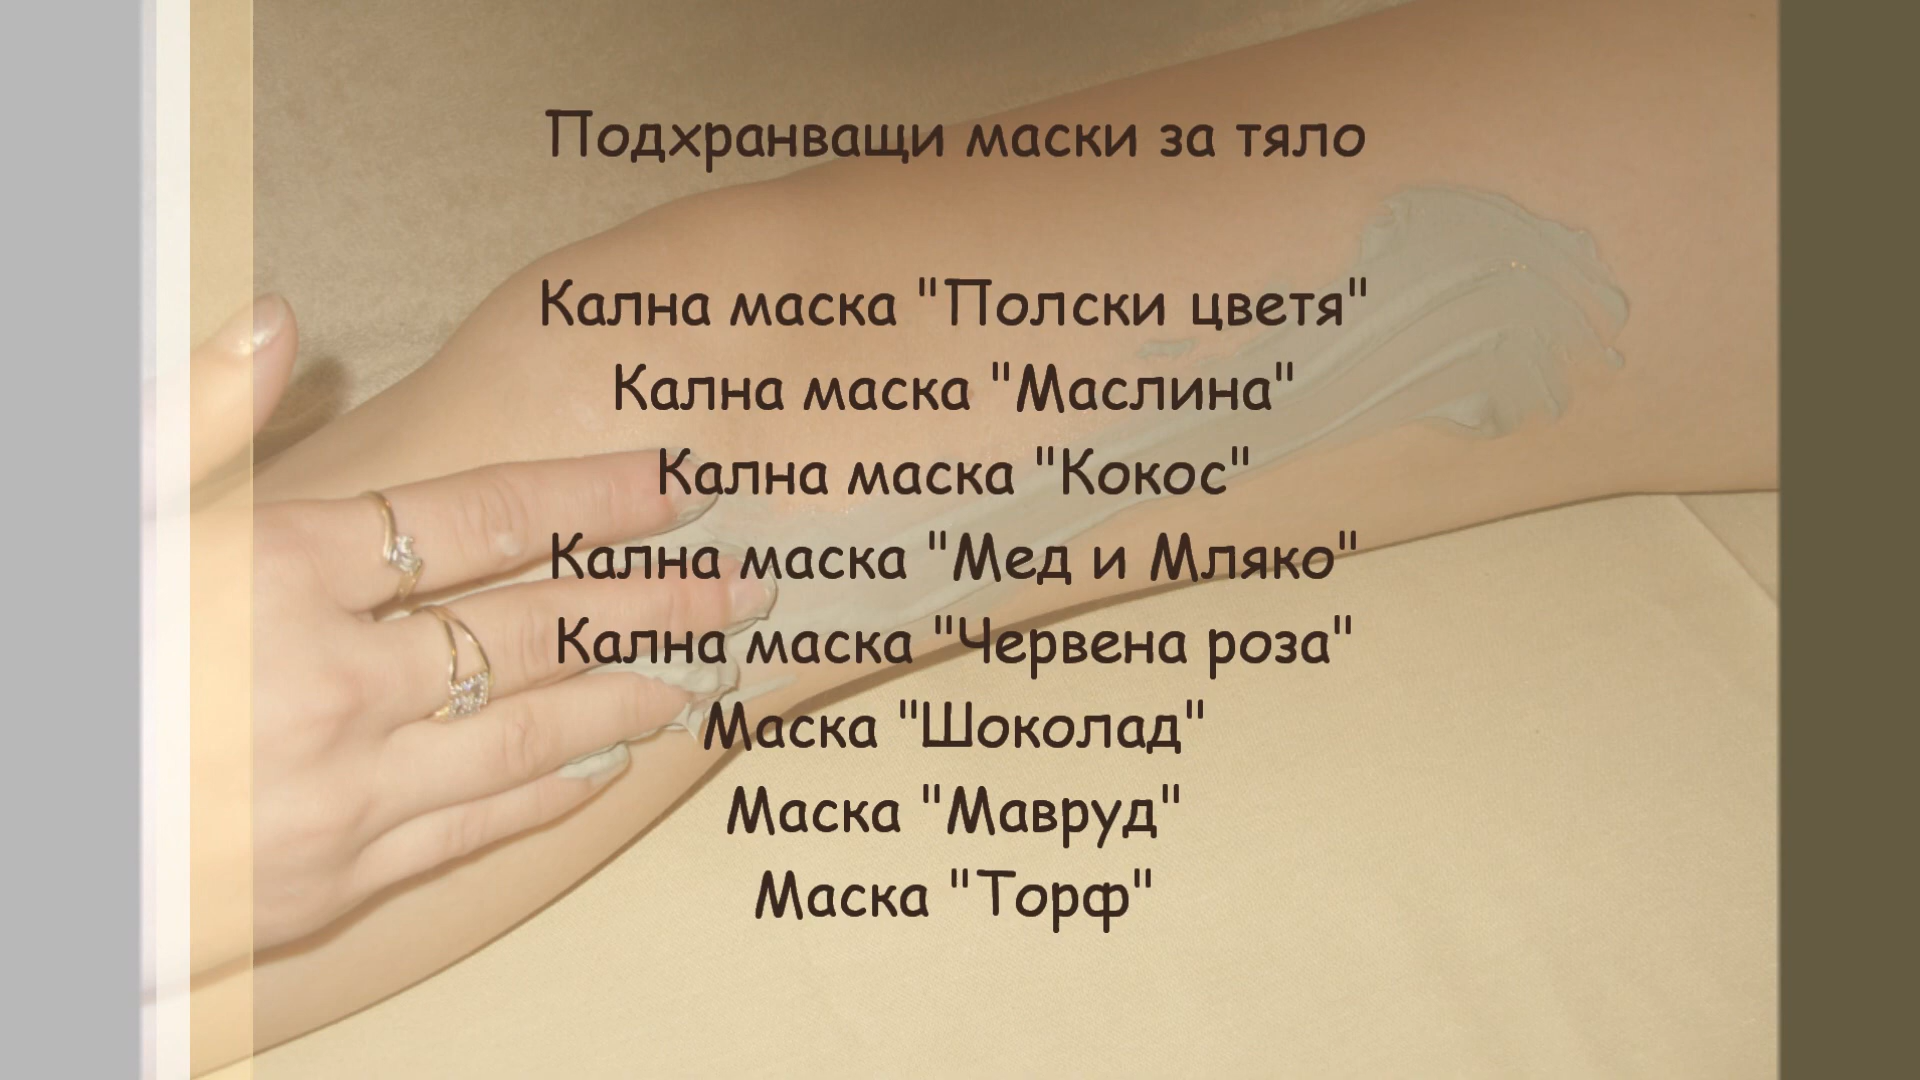 Подхранващи маски за тяло
Кална маска "Полски цветя"
Кална маска "Маслина"
Кална маска "Кокос"
Кална маска "Мед и Мляко"
Кална маска "Червена роза"
Маска "Шоколад"
Маска "Мавруд"
Маска "Торф"